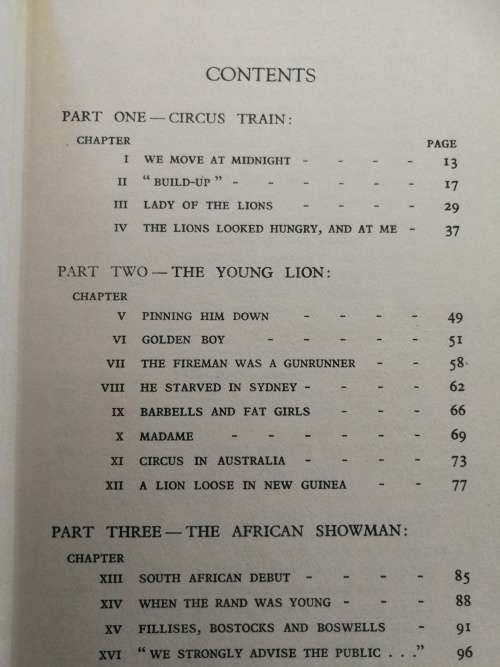 CONTENTS
PART ONE — CIRCUS TRAIN:
CHAPTER PAGE
I WE MOVE AT MIDNIGHT - - - - 13
II "BUILD-UP" - - - - - 17
III LADY OF THE LIONS - - - - 29
IV THE LIONS LOOKED HUNGRY, AND AT ME - 37
PART TWO — THE YOUNG LION:
CHAPTER
V PINNING HIM DOWN - - - - 49
VI GOLDEN BOY - - - - - 51
VII THE FIREMAN WAS A GUNRUNNER - - 58
VIII HE STARVED IN SYDNEY - - - - 62
IX BARBELLS AND FAT GIRLS - - - 66
X MADAME - - - - - 69
XI CIRCUS IN AUSTRALIA - - - - 73
XII A LION LOOSE IN NEW GUINEA - - 77
PART THREE — THE AFRICAN SHOWMAN:
CHAPTER
XIII SOUTH AFRICAN DEBUT - - - - 85
XIV WHEN THE RAND WAS YOUNG - - - 88
XV FILLISES, BOSTOCKS AND BOSWELLS - - 91
XVI "WE STRONGLY ADVISE THE PUBLIC . . ." 96